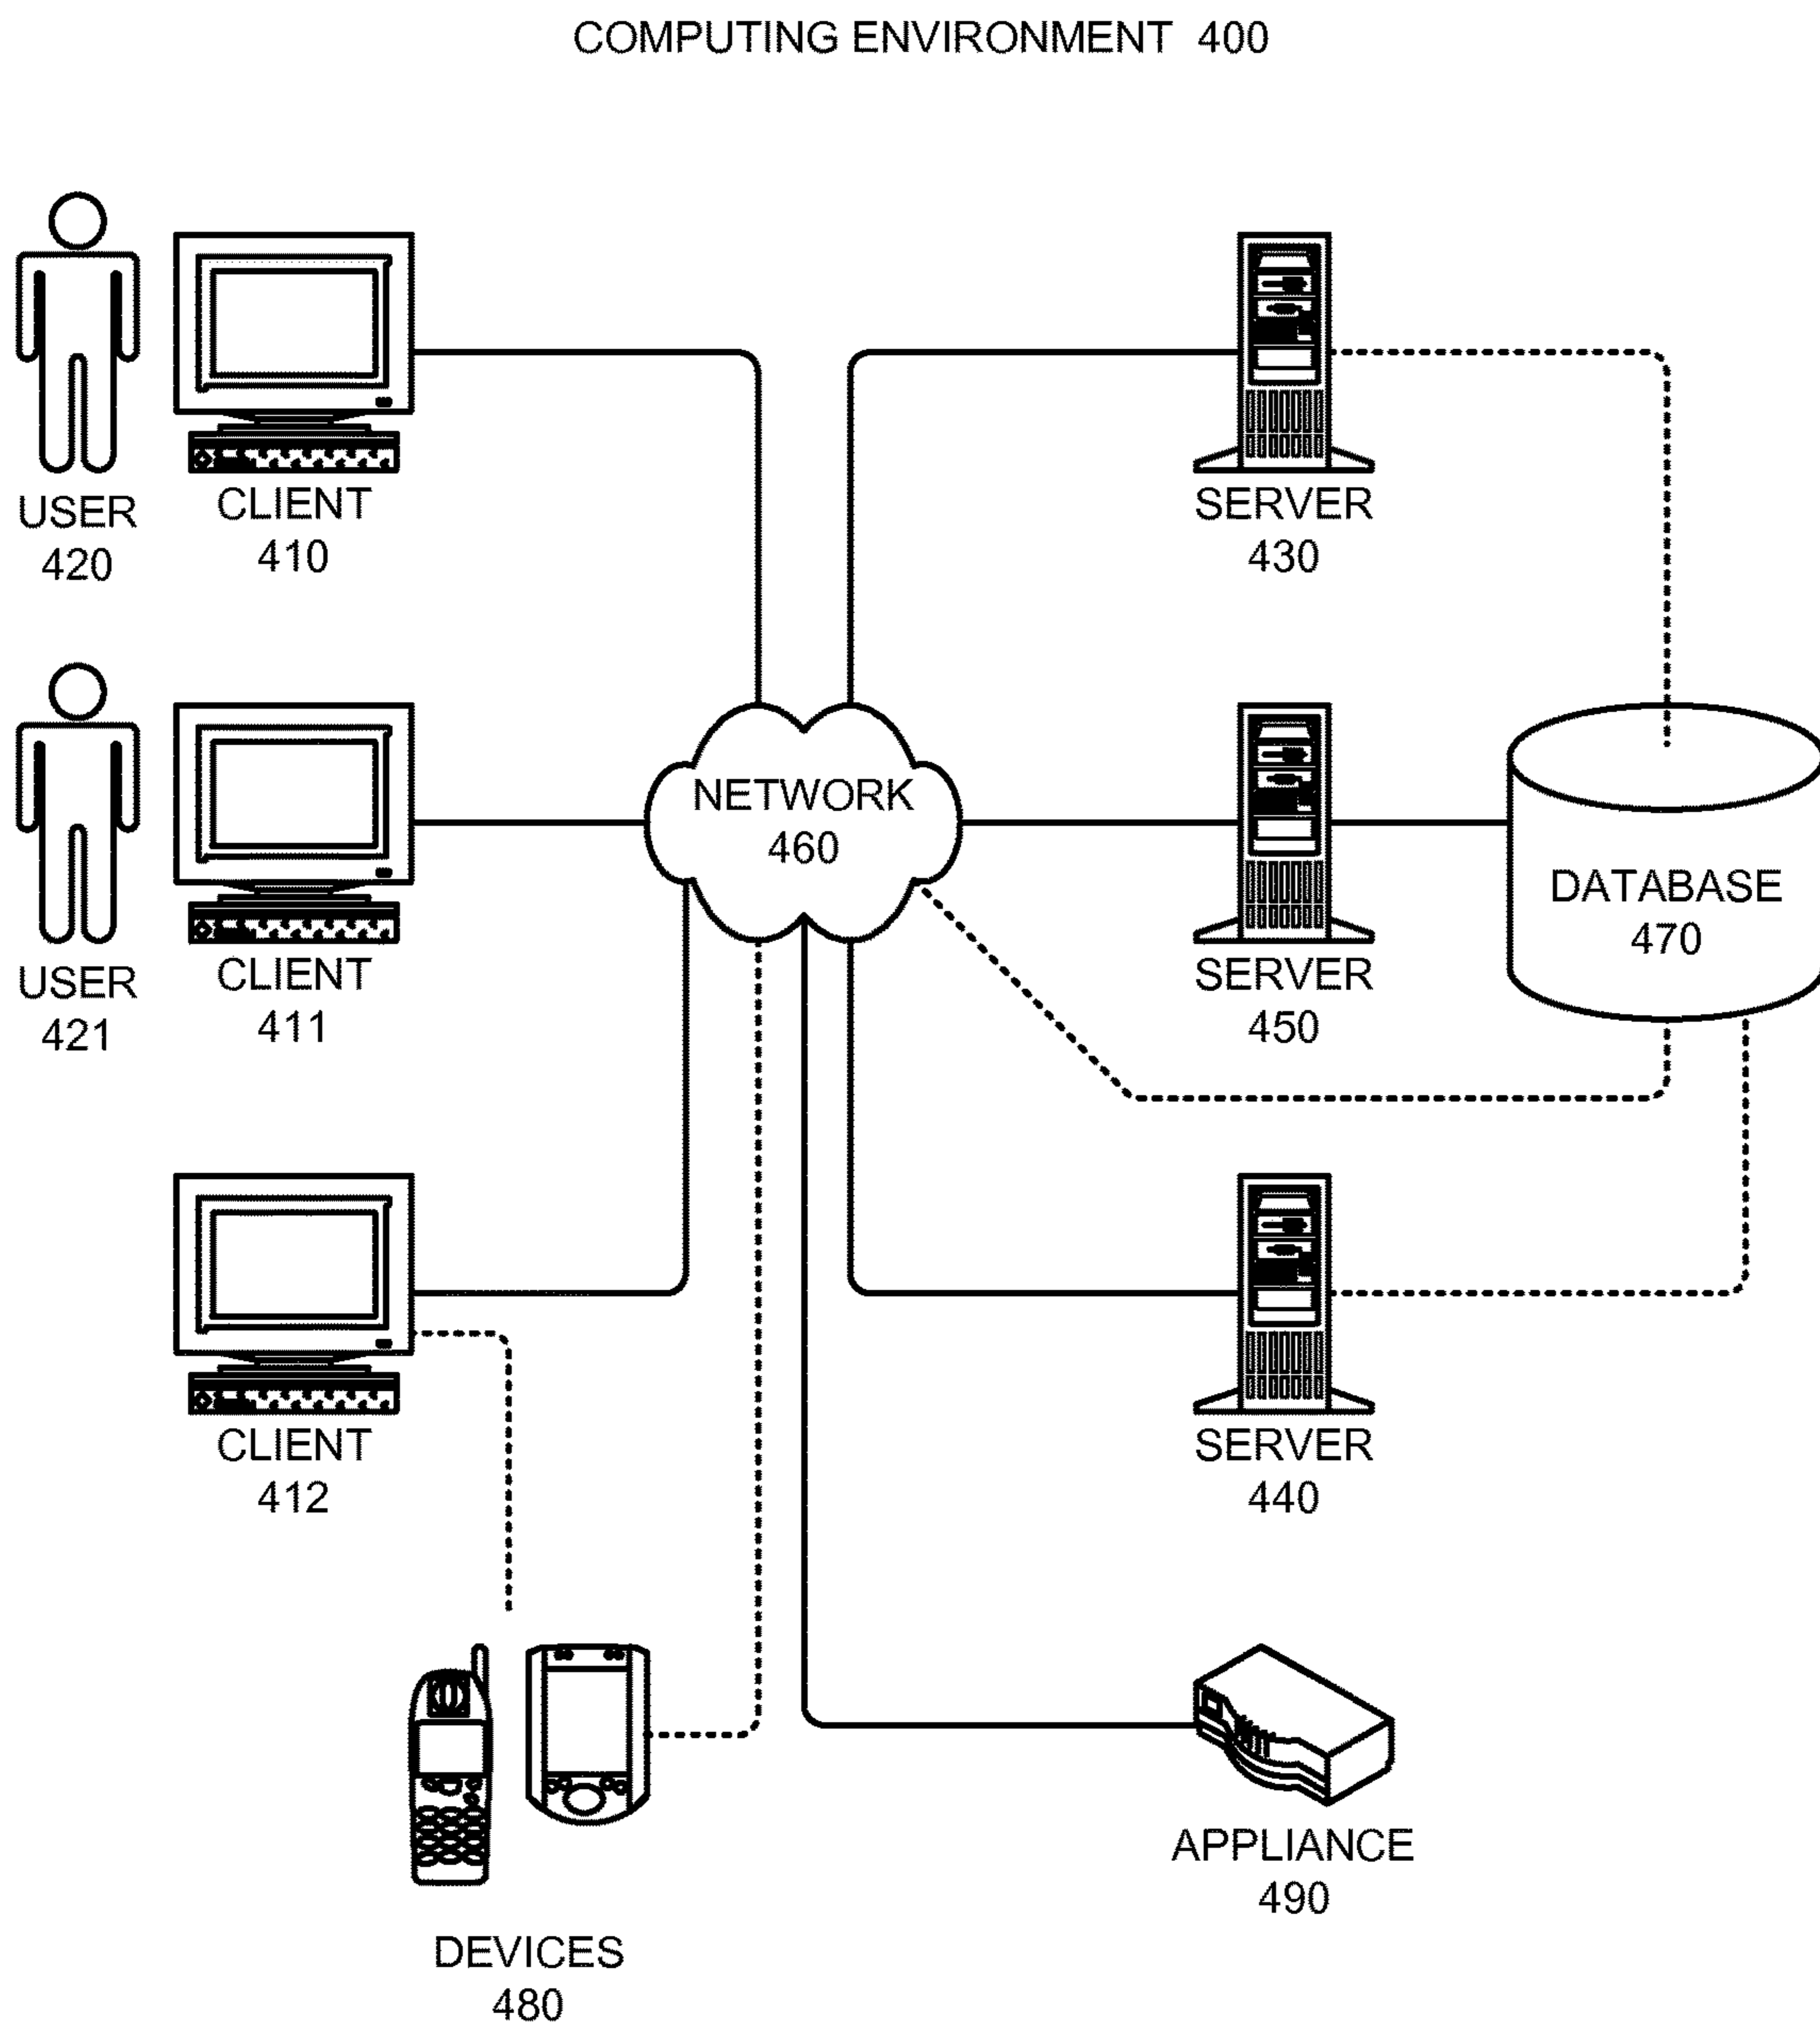 COMPUTING ENVIRONMENT 400
USER
420
CLIENT
410
SERVER
430
NETWORK
460
USER
421
CLIENT
411
SERVER
450
DATABASE
470
CLIENT
412
SERVER
440
DEVICES
480
APPLIANCE
490